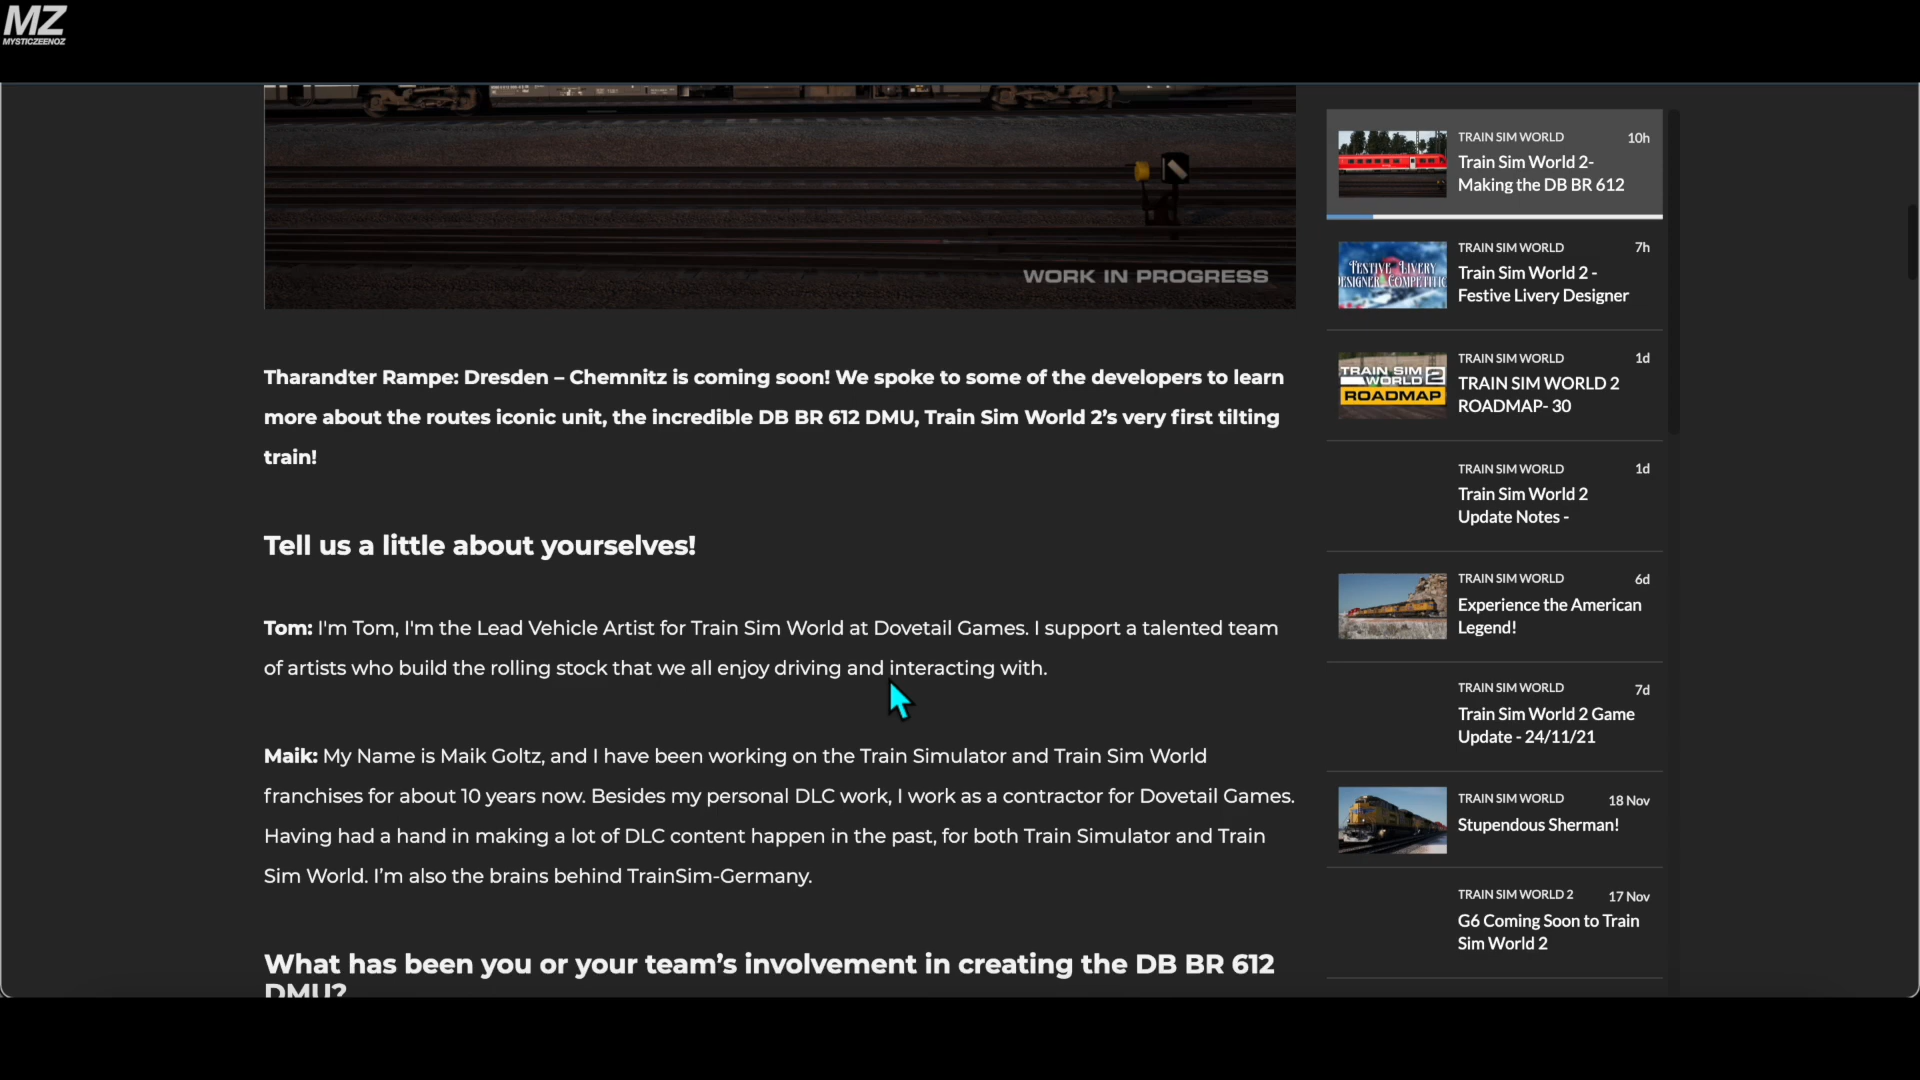 MZ
MYSTICZEENOZ
WORK IN PROGRESS
Tharandter Rampe: Dresden – Chemnitz is coming soon! We spoke to some of the developers to learn
more about the routes iconic unit, the incredible DB BR 612 DMU, Train Sim World 2’s very first tilting
train!
Tell us a little about yourselves!
Tom: I'm Tom, I'm the Lead Vehicle Artist for Train Sim World at Dovetail Games. I support a talented team
of artists who build the rolling stock that we all enjoy driving and interacting with.
Maik: My Name is Maik Goltz, and I have been working on the Train Simulator and Train Sim World
franchises for about 10 years now. Besides my personal DLC work, I work as a contractor for Dovetail Games.
Having had a hand in making a lot of DLC content happen in the past, for both Train Simulator and Train
Sim World. I’m also the brains behind TrainSim-Germany.
What has been you or your team’s involvement in creating the DB BR 612
DMU?
TRAIN SIM WORLD 10h
Train Sim World 2-
Making the DB BR 612
FESTIVE LIVERY
DESIGNER COMPETITIO
TRAIN SIM WORLD 7h
Train Sim World 2 -
Festive Livery Designer
TRAIN SIM
WORLD 2
ROADMAP
TRAIN SIM WORLD 1d
TRAIN SIM WORLD 2
ROADMAP- 30
TRAIN SIM WORLD 1d
Train Sim World 2
Update Notes -
TRAIN SIM WORLD 6d
Experience the American
Legend!
TRAIN SIM WORLD 7d
Train Sim World 2 Game
Update - 24/11/21
TRAIN SIM WORLD 18 Nov
Stupendous Sherman!
TRAIN SIM WORLD 2 17 Nov
G6 Coming Soon to Train
Sim World 2